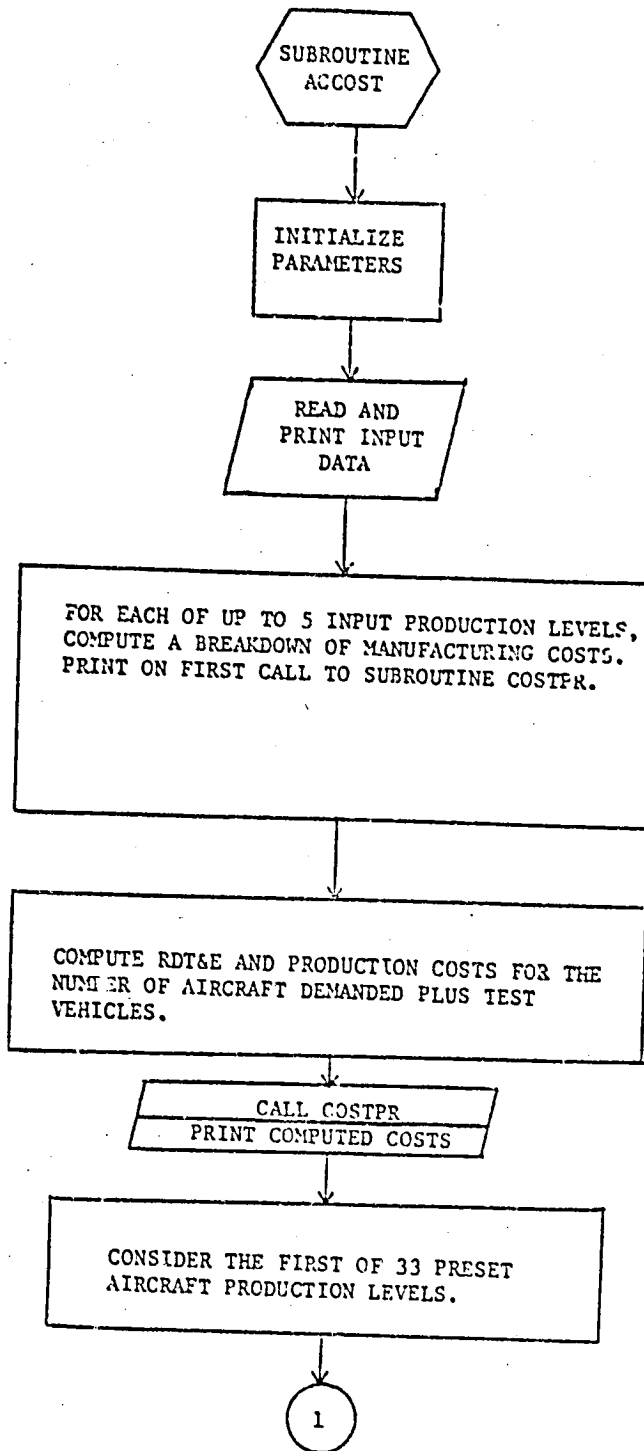 SUBROUTINE
ACCOST
INITIALIZE
PARAMETERS
READ AND
PRINT INPUT
DATA
FOR EACH OF UP TO 5 INPUT PRODUCTION LEVELS,
COMPUTE A BREAKDOWN OF MANUFACTURING COSTS.
PRINT ON FIRST CALL TO SUBROUTINE COSTPR.
COMPUTE RDT&E AND PRODUCTION COSTS FOR THE
NUMBER OF AIRCRAFT DEMANDED PLUS TEST
VEHICLES.
CALL COSTPR
PRINT COMPUTED COSTS
CONSIDER THE FIRST OF 33 PRESET
AIRCRAFT PRODUCTION LEVELS.
1